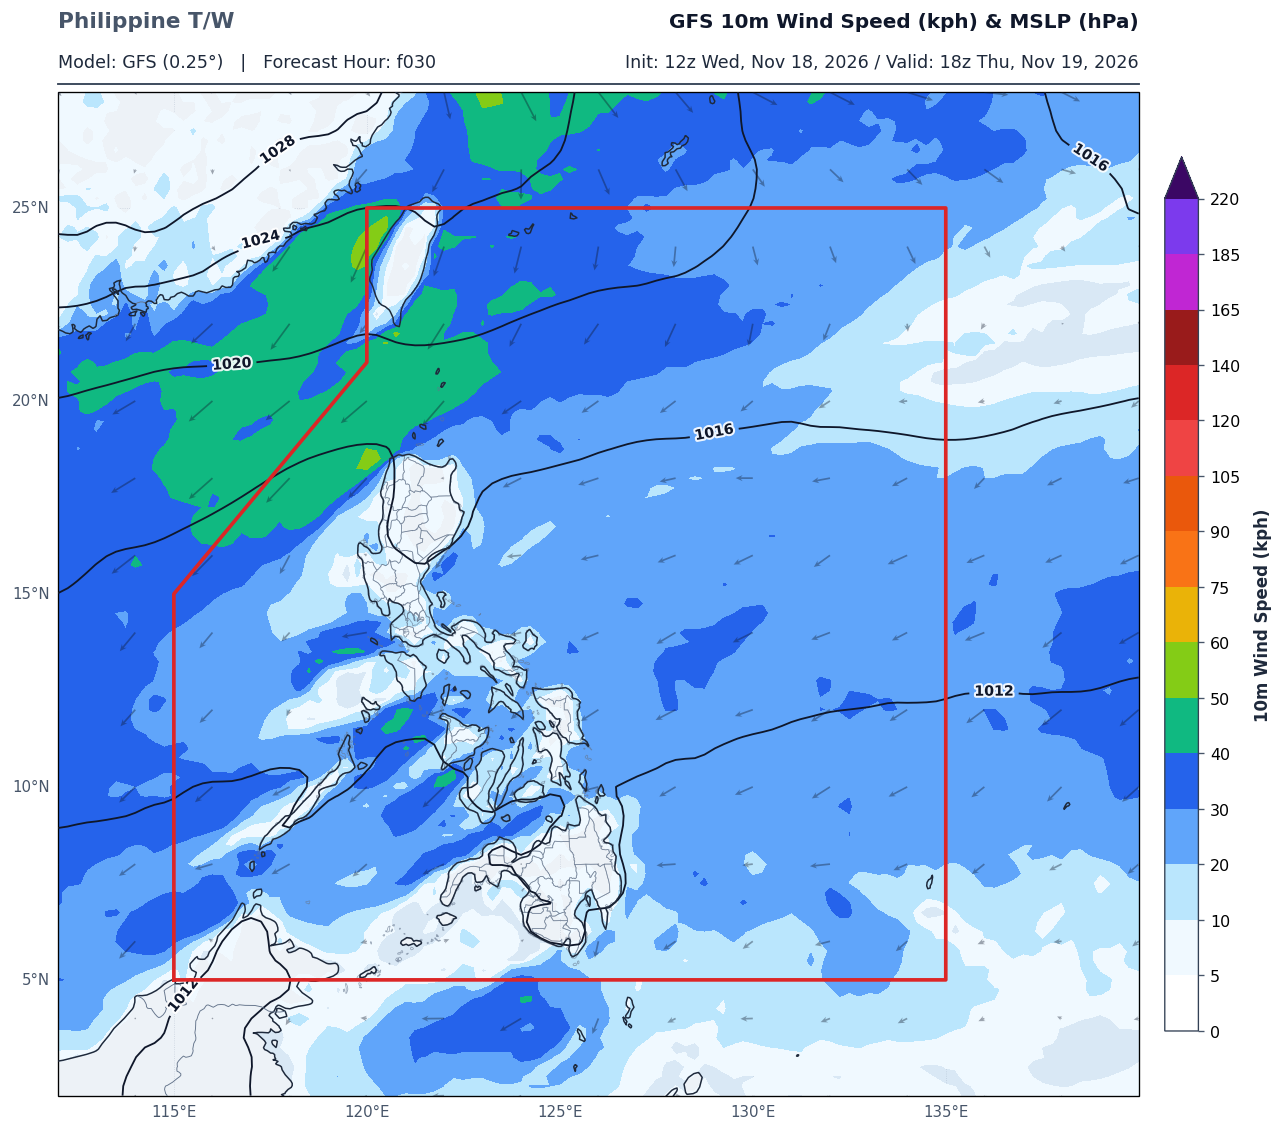 Philippine T/W
GFS 10m Wind Speed (kph) & MSLP (hPa)
Model: GFS (0.25°) | Forecast Hour: f030
Init: 12z Wed, Nov 18, 2026 / Valid: 18z Thu, Nov 19, 2026
1028
1016
1024
1020
1016
1012
1012
25°N
20°N
15°N
10°N
5°N
115°E
120°E
125°E
130°E
135°E
220
185
165
140
120
105
90
75
60
50
40
30
20
10
5
0
10m Wind Speed (kph)